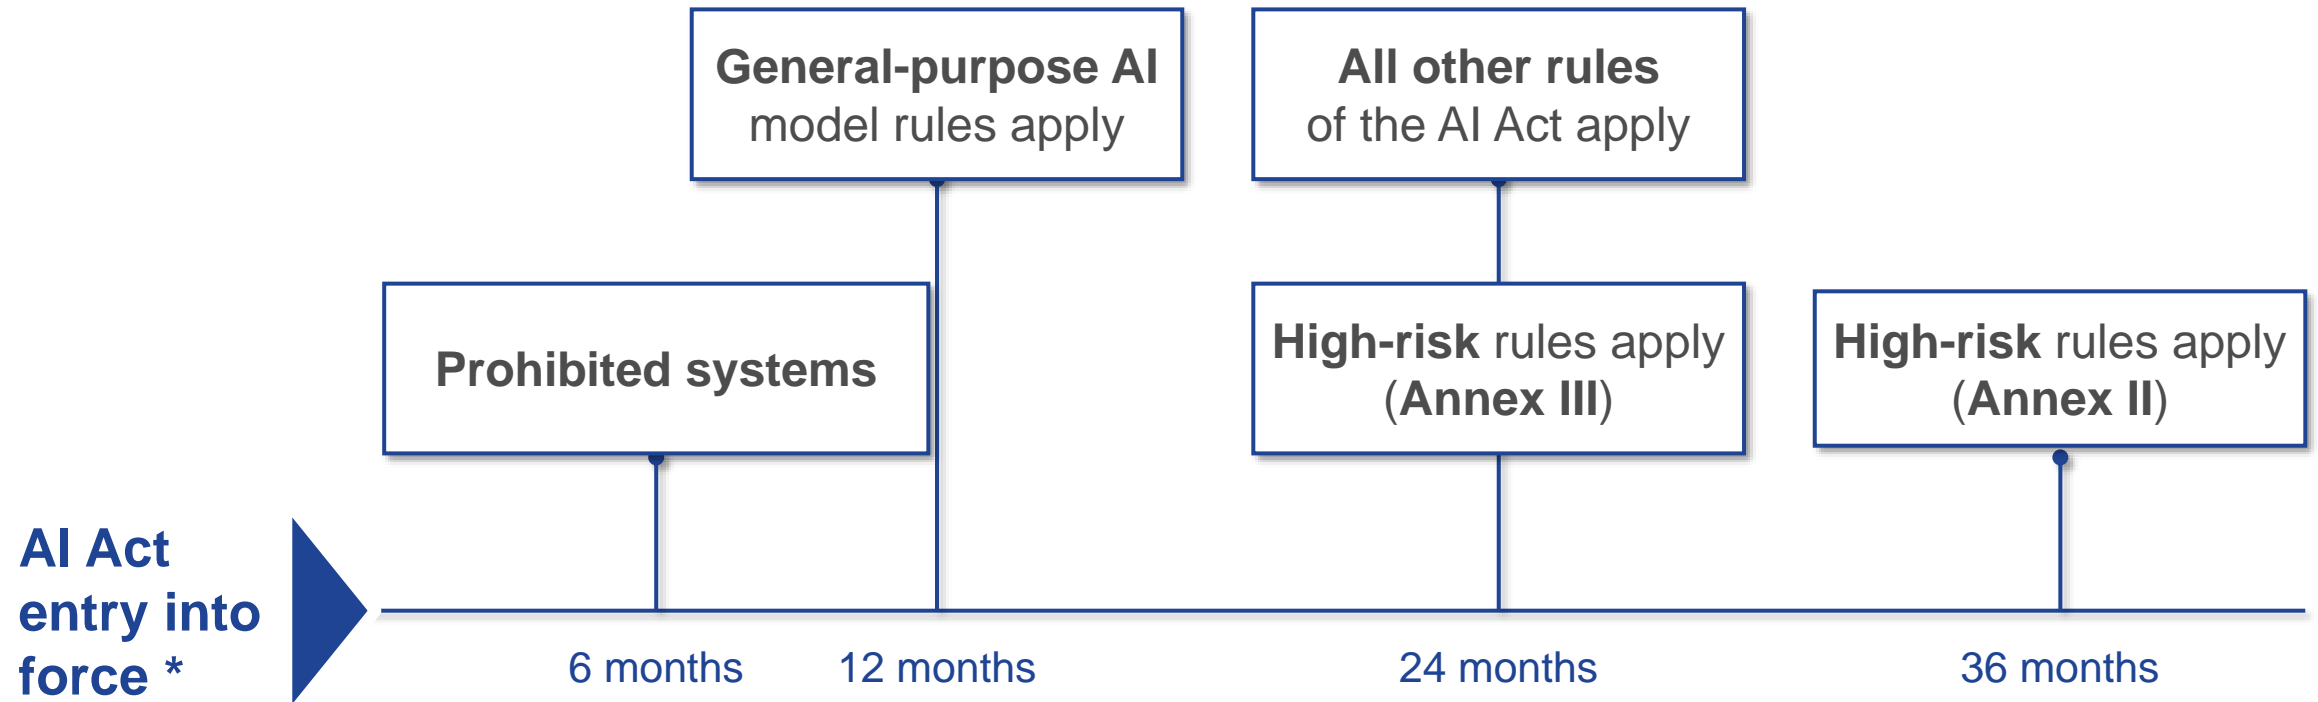 General-purpose AI
model rules apply
All other rules
of the AI Act apply
Prohibited systems
High-risk rules apply
(Annex III)
High-risk rules apply
(Annex II)
AI Act
entry into
force *
6 months
12 months
24 months
36 months